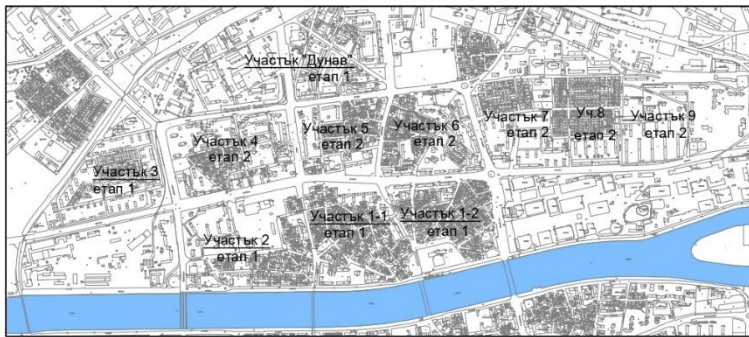 Участък "Дунав"
етап 1
Участък 4
етап 2
Участък 5
етап 2
Участък 6
етап 2
Участък 7
етап 2
Уч.8
етап 2
Участък 9
етап 2
Участък 3
етап 1
Участък 2
етап 1
Участък 1-1
етап 1
Участък 1-2
етап 1